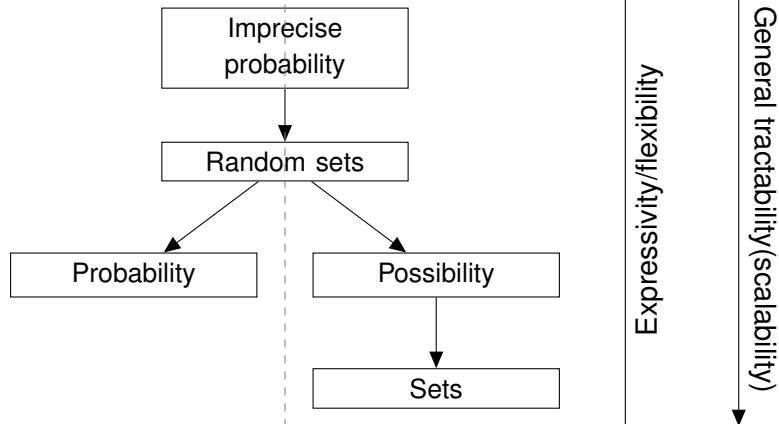 Imprecise
probability
Random sets
Probability
Possibility
Sets
Expressivity/flexibility
General tractability(scalability)